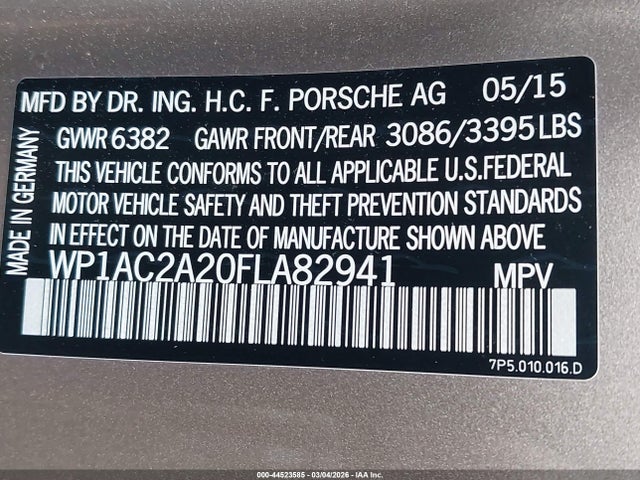 MFD BY DR. ING. H.C. F. PORSCHE AG 05/15
GVWR 6382 GAWR FRONT/REAR 3086/3395 LBS
THIS VEHICLE CONFORMS TO ALL APPLICABLE U.S.FEDERAL
MOTOR VEHICLE SAFETY AND THEFT PREVENTION STANDARDS
IN EFFECT ON THE DATE OF MANUFACTURE SHOWN ABOVE
WP1AC2A20FLA82941 MPV
7P5.010.016.D
MADE IN GERMANY
000-44523585 - 03/04/2026 - IAA Inc.